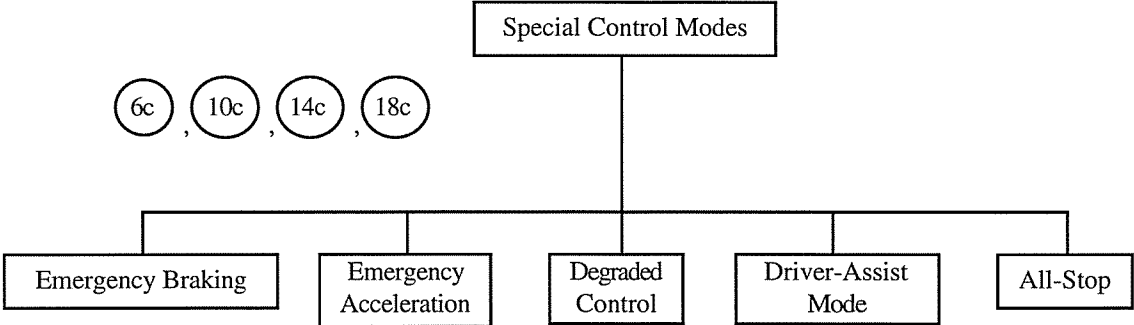 Special Control Modes
6c , 10c , 14c , 18c
Emergency Braking
Emergency
Acceleration
Degraded
Control
Driver-Assist
Mode
All-Stop